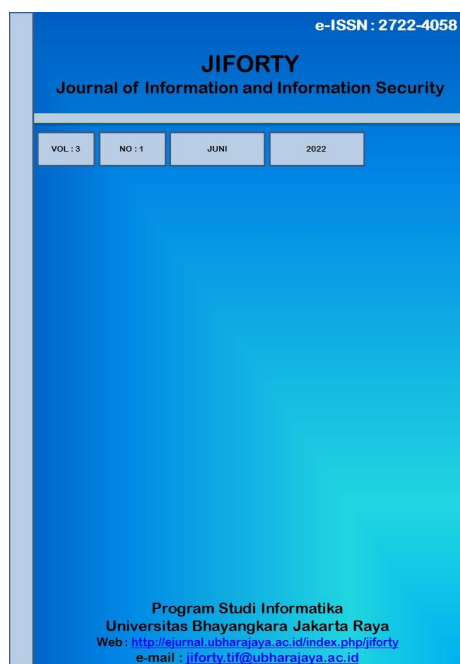 e-ISSN : 2722-4058
JIFORTY
Journal of Information and Information Security
VOL : 3
NO : 1
JUNI
2022
Program Studi Informatika
Universitas Bhayangkara Jakarta Raya
Web : http://ejurnal.ubharajaya.ac.id/index.php/jiforty
e-mail : jiforty.tif@ubharajaya.ac.id